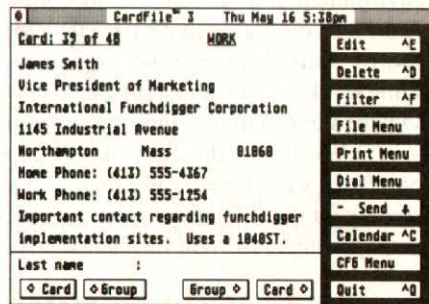 CardFile™ 3 Thu May 16 5:38pm
Card: 39 of 48 WORK
James Smith
Vice President of Marketing
International Funchdigger Corporation
1145 Industrial Avenue
Northampton Mass 01060
Home Phone: (413) 555-4367
Work Phone: (413) 555-1254
Important contact regarding funchdigger
implementation sites. Uses a 1040ST.
Last name :
◊ Card ◊ Group Group ◊ Card ◊
Edit ^E
Delete ^D
Filter ^F
File Menu
Print Menu
Dial Menu
- Send ↓
Calendar ^C
CF6 Menu
Quit ^Q